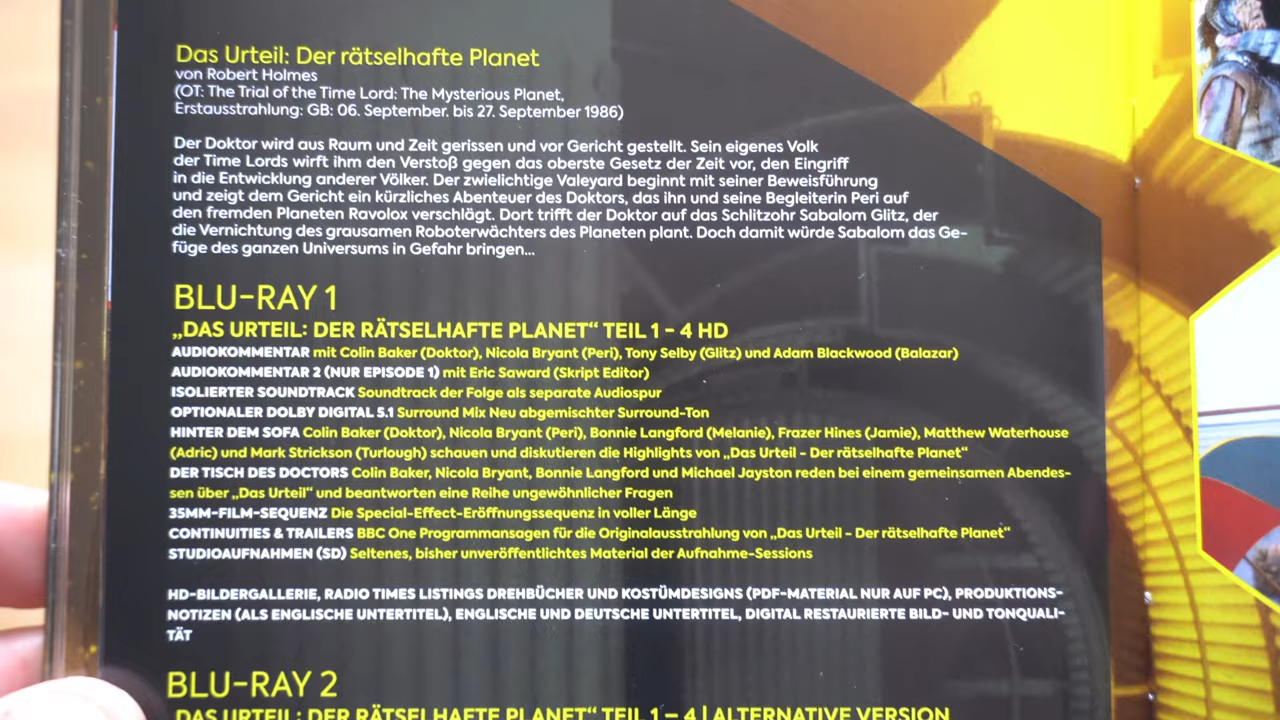 Das Urteil: Der rätselhafte Planet
von Robert Holmes
(OT: The Trial of the Time Lord: The Mysterious Planet,
Erstausstrahlung: GB: 06. September. bis 27. September 1986)
Der Doktor wird aus Raum und Zeit gerissen und vor Gericht gestellt. Sein eigenes Volk
der Time Lords wirft ihm den Verstoß gegen das oberste Gesetz der Zeit vor, den Eingriff
in die Entwicklung anderer Völker. Der zwielichtige Valeyard beginnt mit seiner Beweisführung
und zeigt dem Gericht ein kürzliches Abenteuer des Doktors, das ihn und seine Begleiterin Peri auf
den fremden Planeten Ravolox verschlägt. Dort trifft der Doktor auf das Schlitzohr Sabalom Glitz, der
die Vernichtung des grausamen Roboterwächters des Planeten plant. Doch damit würde Sabalom das Ge-
füge des ganzen Universums in Gefahr bringen...
BLU-RAY 1
„DAS URTEIL: DER RÄTSELHAFTE PLANET“ TEIL 1 - 4 HD
AUDIOKOMMENTAR mit Colin Baker (Doktor), Nicola Bryant (Peri), Tony Selby (Glitz) und Adam Blackwood (Balazar)
AUDIOKOMMENTAR 2 (NUR EPISODE 1) mit Eric Saward (Skript Editor)
ISOLIERTER SOUNDTRACK Soundtrack der Folge als separate Audiospur
OPTIONALER DOLBY DIGITAL 5.1 Surround Mix Neu abgemischter Surround-Ton
HINTER DEM SOFA Colin Baker (Doktor), Nicola Bryant (Peri), Bonnie Langford (Melanie), Frazer Hines (Jamie), Matthew Waterhouse
(Adric) und Mark Strickson (Turlough) schauen und diskutieren die Highlights von „Das Urteil - Der rätselhafte Planet“
DER TISCH DES DOCTORS Colin Baker, Nicola Bryant, Bonnie Langford und Michael Jayston reden bei einem gemeinsamen Abendes-
sen über „Das Urteil“ und beantworten eine Reihe ungewöhnlicher Fragen
35MM-FILM-SEQUENZ Die Special-Effect-Eröffnungssequenz in voller Länge
CONTINUITIES & TRAILERS BBC One Programmansagen für die Originalausstrahlung von „Das Urteil - Der rätselhafte Planet“
STUDIOAUFNAHMEN (SD) Seltenes, bisher unveröffentlichtes Material der Aufnahme-Sessions
HD-BILDERGALLERIE, RADIO TIMES LISTINGS DREHBÜCHER UND KOSTÜMDESIGNS (PDF-MATERIAL NUR AUF PC), PRODUKTIONS-
NOTIZEN (ALS ENGLISCHE UNTERTITEL), ENGLISCHE UND DEUTSCHE UNTERTITEL, DIGITAL RESTAURIERTE BILD- UND TONQUALI-
TÄT
BLU-RAY 2
„DAS URTEIL: DER RÄTSELHAFTE PLANET“ TEIL 1 – 4 | ALTERNATIVE VERSION